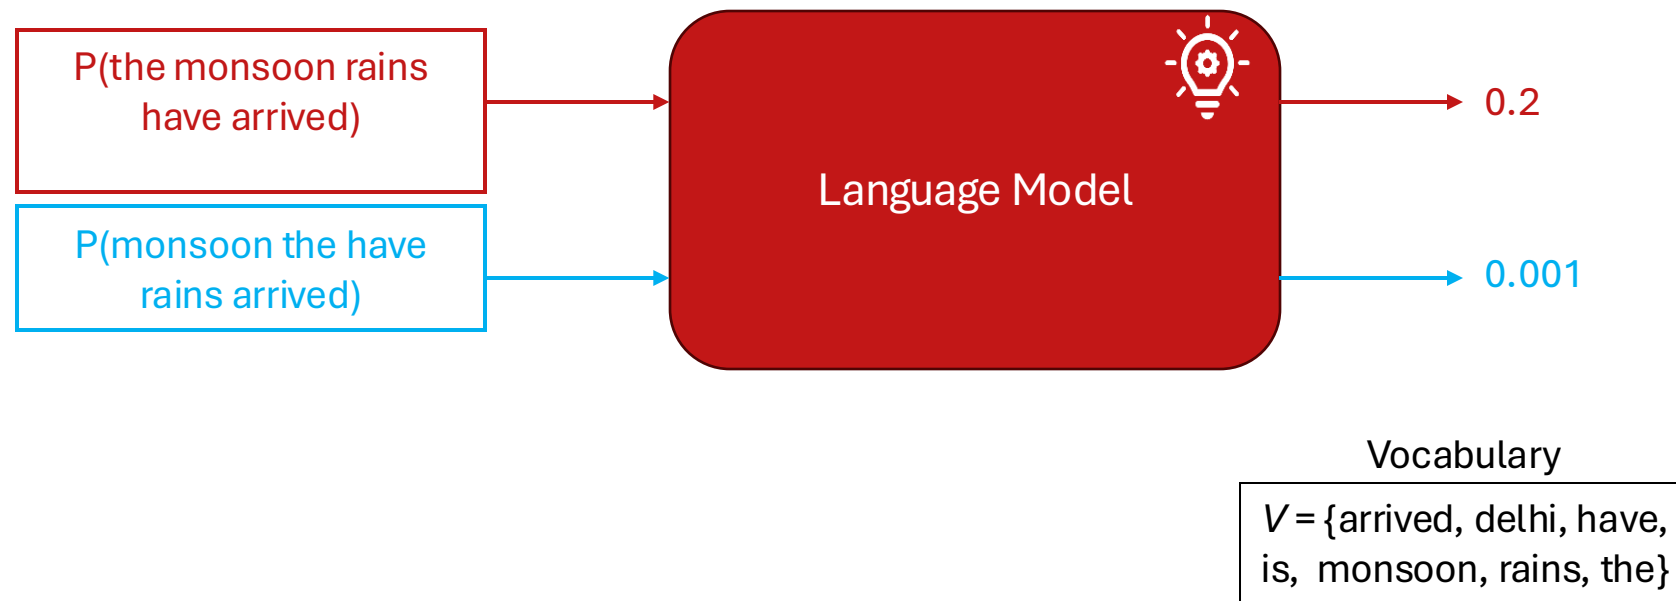 P(the monsoon rains
have arrived)
0.2
Language Model
P(monsoon the have
rains arrived)
0.001
Vocabulary
V = {arrived, delhi, have,
is, monsoon, rains, the}